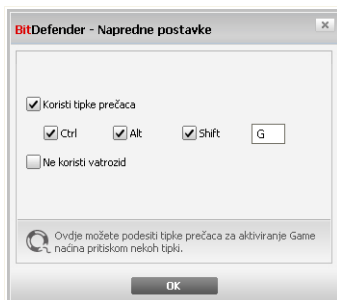 BitDefender - Napredne postavke
Koristi tipke prečaca
Ctrl Alt Shift G
Ne koristi vatrozid
Ovdje možete podesiti tipke prečaca za aktiviranje Game
načina pritiskom nekoh tipki.
OK